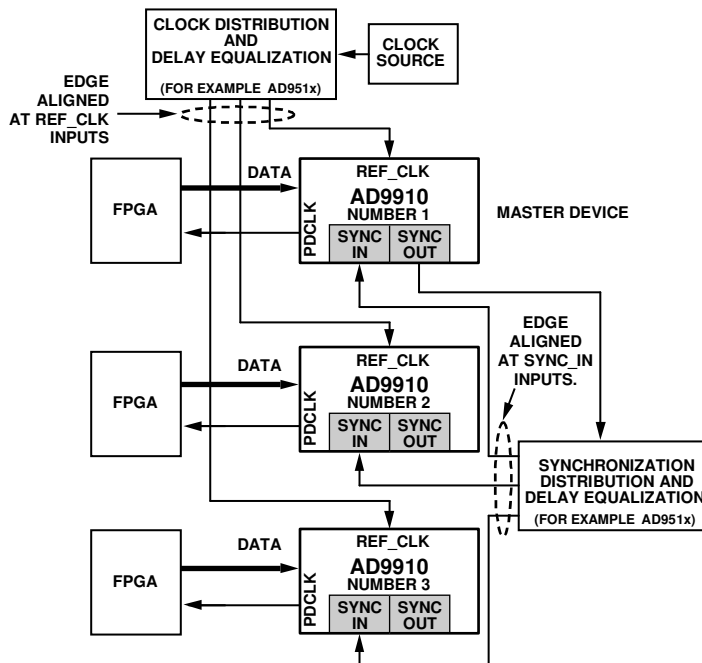 CLOCK DISTRIBUTION
AND
DELAY EQUALIZATION
(FOR EXAMPLE AD951x)
CLOCK
SOURCE
EDGE
ALIGNED
AT REF_CLK
INPUTS
FPGA
DATA
PDCLK
REF_CLK
AD9910
NUMBER 1
SYNC
IN
SYNC
OUT
MASTER DEVICE
EDGE
ALIGNED
AT SYNC_IN
INPUTS.
FPGA
DATA
PDCLK
REF_CLK
AD9910
NUMBER 2
SYNC
IN
SYNC
OUT
SYNCHRONIZATION
DISTRIBUTION AND
DELAY EQUALIZATION
(FOR EXAMPLE AD951x)
FPGA
DATA
PDCLK
REF_CLK
AD9910
NUMBER 3
SYNC
IN
SYNC
OUT